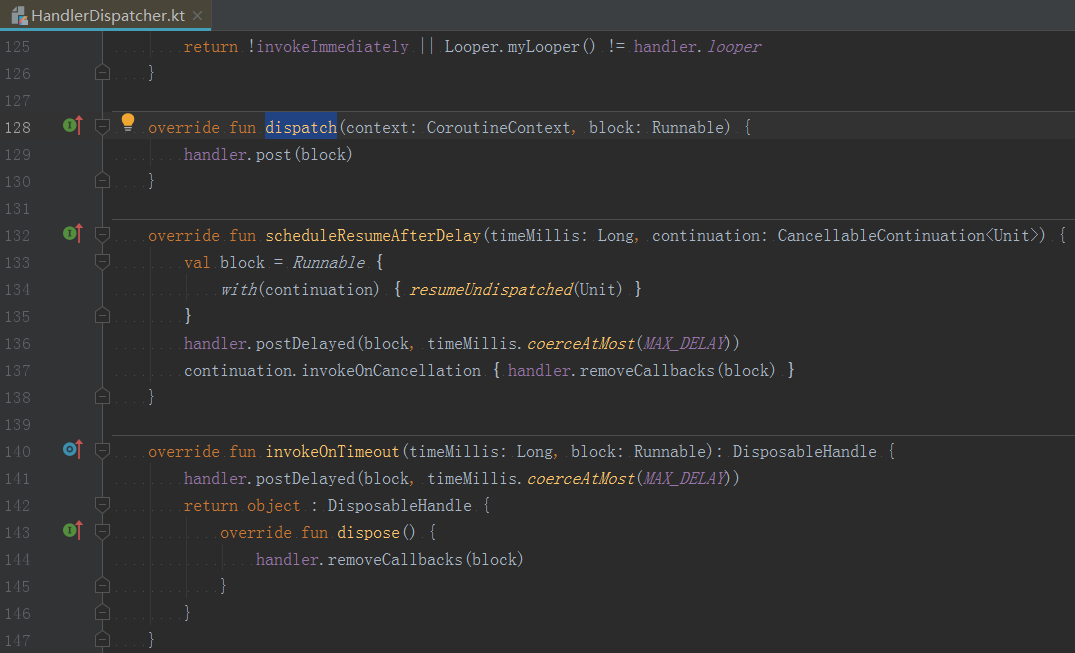 HandlerDispatcher.kt
125 return !invokeImmediately || Looper.myLooper() != handler.looper
126 }
127
128 override fun dispatch(context: CoroutineContext, block: Runnable) {
129 handler.post(block)
130 }
131
132 override fun scheduleResumeAfterDelay(timeMillis: Long, continuation: CancellableContinuation<Unit>) {
133 val block = Runnable {
134 with(continuation) { resumeUndispatched(Unit) }
135 }
136 handler.postDelayed(block, timeMillis.coerceAtMost(MAX_DELAY))
137 continuation.invokeOnCancellation { handler.removeCallbacks(block) }
138 }
139
140 override fun invokeOnTimeout(timeMillis: Long, block: Runnable): DisposableHandle {
141 handler.postDelayed(block, timeMillis.coerceAtMost(MAX_DELAY))
142 return object : DisposableHandle {
143 override fun dispose() {
144 handler.removeCallbacks(block)
145 }
146 }
147 }